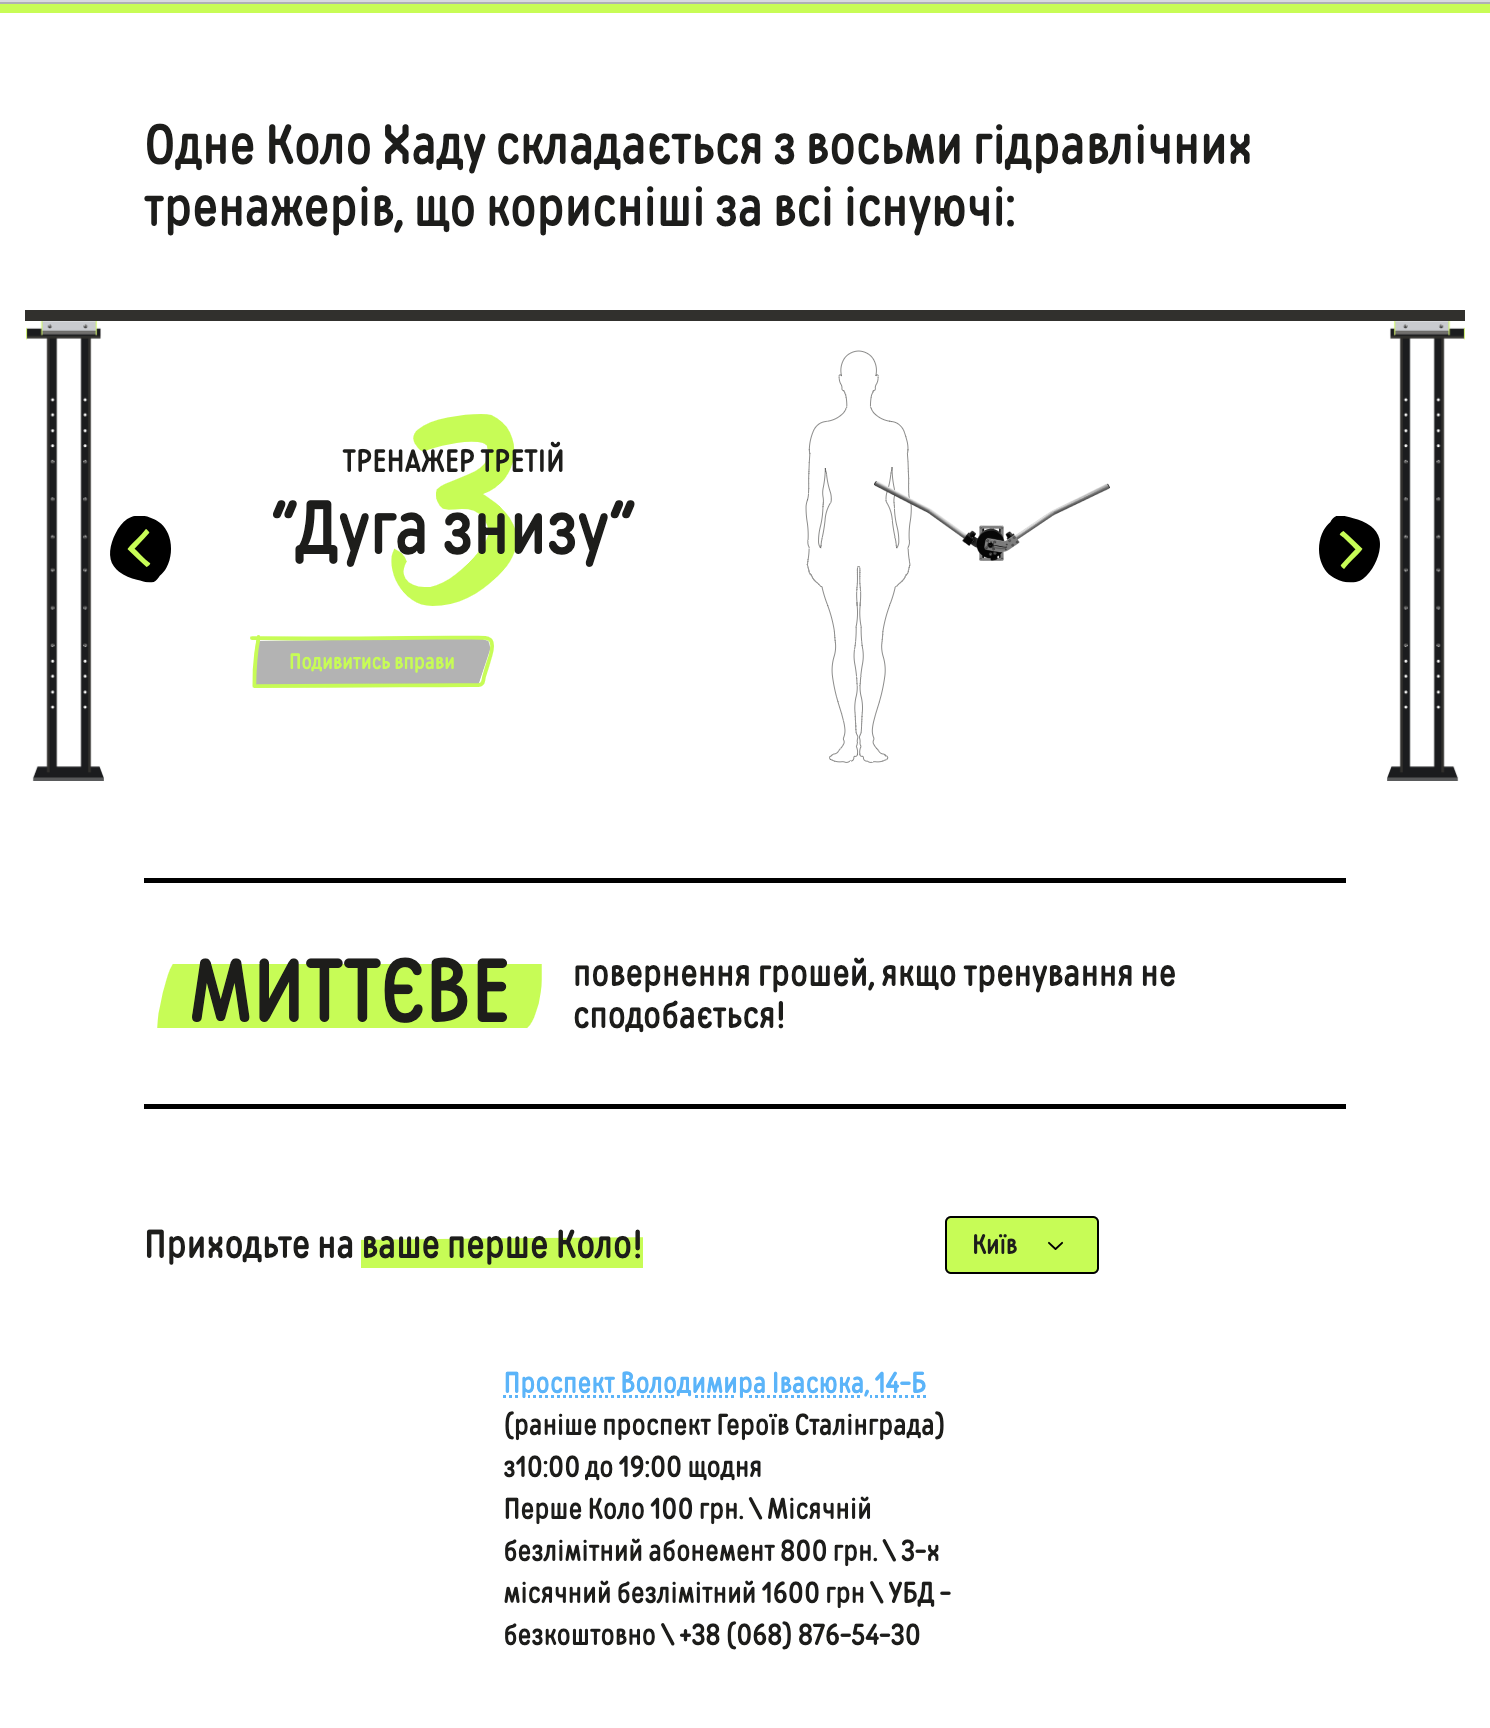 Одне Коло Хаду складається з восьми гідравлічних
тренажерів, що корисніші за всі існуючі:
3
ТРЕНАЖЕР ТРЕТІЙ
“Дуга знизу”
Подивитись вправи
МИТТЄВЕ
повернення грошей, якщо тренування не
сподобається!
Приходьте на ваше перше Коло!
Київ
Проспект Володимира Івасюка, 14-Б
(раніше проспект Героїв Сталінграда)
з10:00 до 19:00 щодня
Перше Коло 100 грн. \ Місячній
безлімітний абонемент 800 грн. \ 3-х
місячний безлімітний 1600 грн \ УБД -
безкоштовно \ +38 (068) 876-54-30